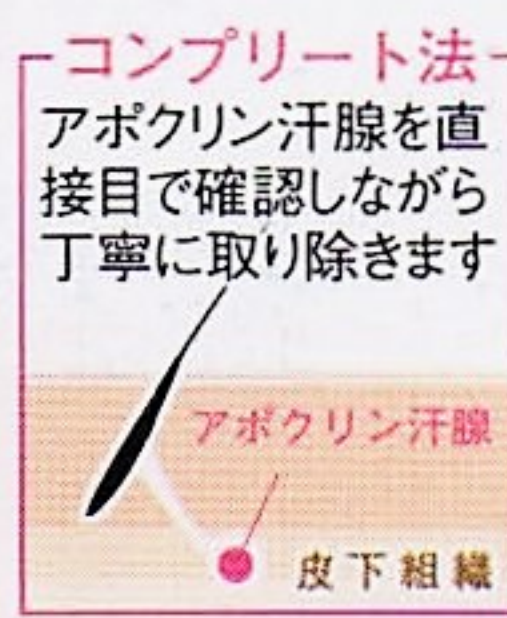 コンプリート法
アポクリン汗腺を直
接目で確認しながら
丁寧に取り除きます
アポクリン汗腺
皮下組織